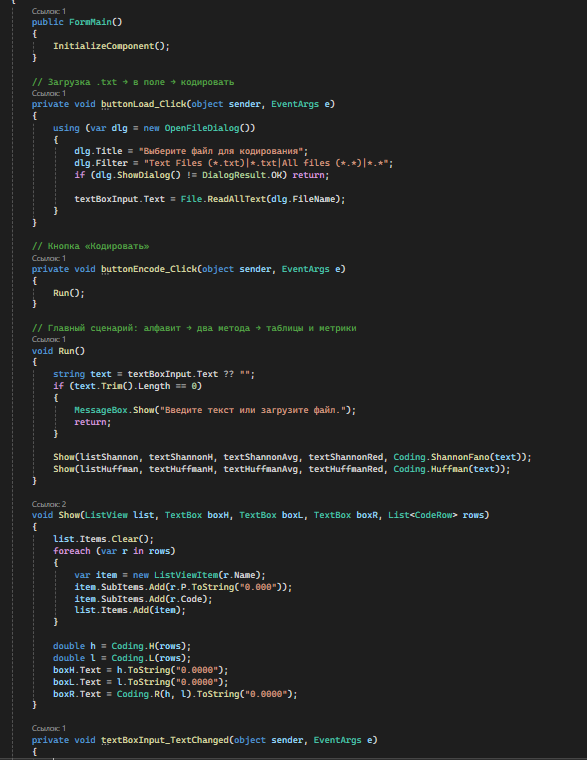 {
Ссылок: 1
public FormMain()
{
InitializeComponent();
}
// Загрузка .txt → в поле → кодировать
Ссылок: 1
private void buttonLoad_Click(object sender, EventArgs e)
{
using (var dlg = new OpenFileDialog())
{
dlg.Title = "Выберите файл для кодирования";
dlg.Filter = "Text Files (*.txt)|*.txt|All files (*.*)|*.*";
if (dlg.ShowDialog() != DialogResult.OK) return;
textBoxInput.Text = File.ReadAllText(dlg.FileName);
}
}
// Кнопка «Кодировать»
Ссылок: 1
private void buttonEncode_Click(object sender, EventArgs e)
{
Run();
}
// Главный сценарий: алфавит → два метода → таблицы и метрики
Ссылок: 1
void Run()
{
string text = textBoxInput.Text ?? "";
if (text.Trim().Length == 0)
{
MessageBox.Show("Введите текст или загрузите файл.");
return;
}
Show(listShannon, textShannonH, textShannonAvg, textShannonRed, Coding.ShannonFano(text));
Show(listHuffman, textHuffmanH, textHuffmanAvg, textHuffmanRed, Coding.Huffman(text));
}
Ссылок: 2
void Show(ListView list, TextBox boxH, TextBox boxL, TextBox boxR, List<CodeRow> rows)
{
list.Items.Clear();
foreach (var r in rows)
{
var item = new ListViewItem(r.Name);
item.SubItems.Add(r.P.ToString("0.000"));
item.SubItems.Add(r.Code);
list.Items.Add(item);
}
double h = Coding.H(rows);
double l = Coding.L(rows);
boxH.Text = h.ToString("0.0000");
boxL.Text = l.ToString("0.0000");
boxR.Text = Coding.R(h, l).ToString("0.0000");
}
Ссылок: 1
private void textBoxInput_TextChanged(object sender, EventArgs e)
{